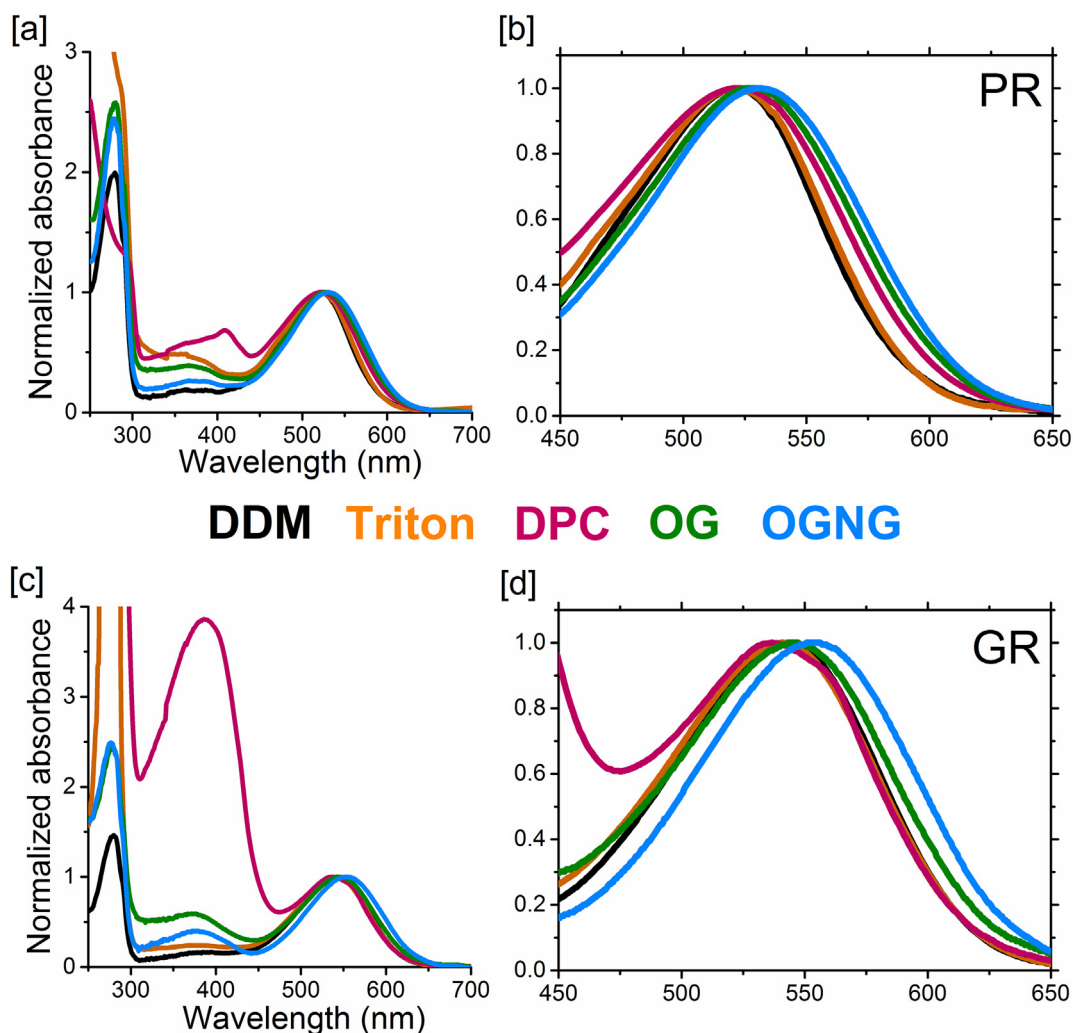 [a]
Normalized absorbance
3
2
1
0
300 400 500 600 700
Wavelength (nm)
[b]
PR
1.0
0.8
0.6
0.4
0.2
0.0
450 500 550 600 650
DDM Triton DPC OG OGNG
[c]
Normalized absorbance
4
3
2
1
0
300 400 500 600 700
Wavelength (nm)
[d]
GR
1.0
0.8
0.6
0.4
0.2
0.0
450 500 550 600 650